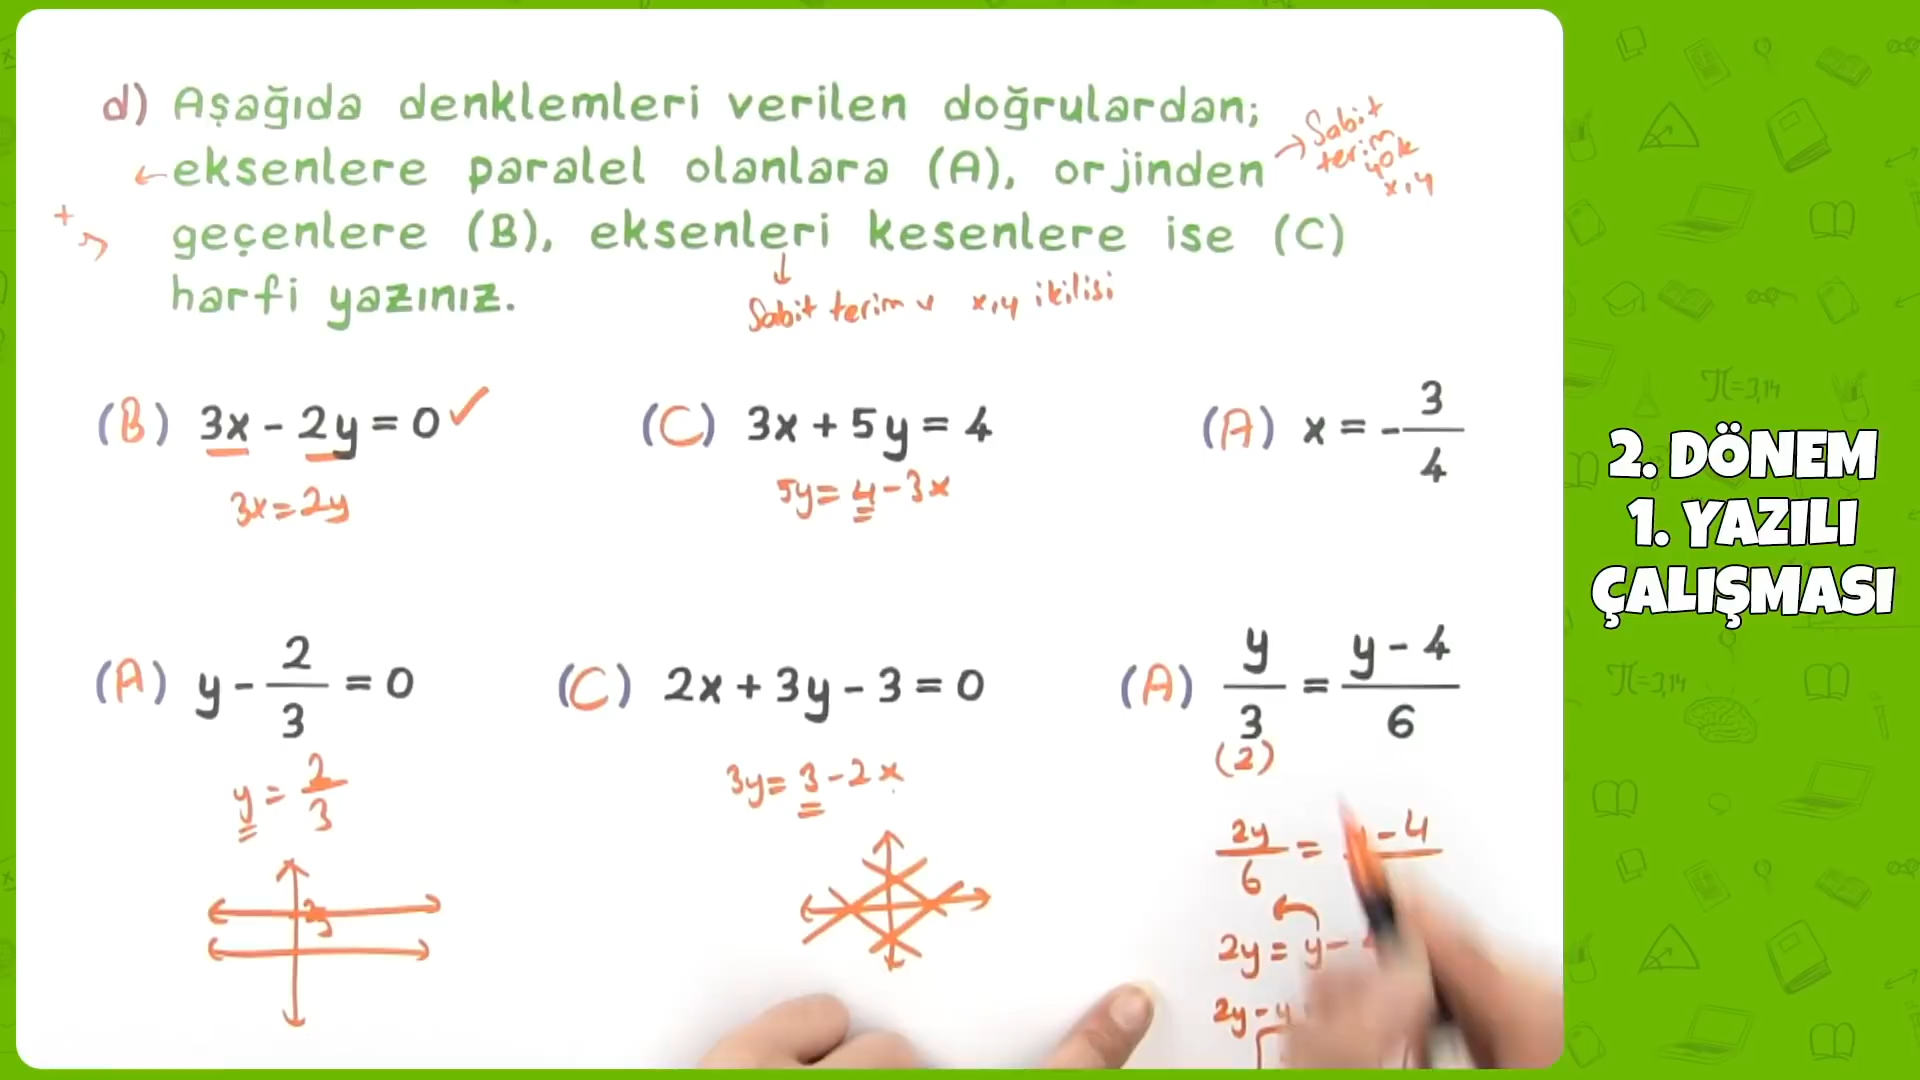 d) Aşağıda denklemleri verilen doğrulardan;
eksenlere paralel olanlara (A), orjinden
geçenlere (B), eksenleri kesenlere ise (C)
harfi yazınız.
Sabit
terim
yok
x,y
Sabit terim v x,y ikilisi
(B) 3x - 2y = 0 ✓
3x = 2y
(C) 3x + 5y = 4
5y = 4 - 3x
(A) x = -3/4
(A) y - 2/3 = 0
y = 2/3
(C) 2x + 3y - 3 = 0
3y = 3 - 2x
(A) y/3 = y - 4/6
(2)
2y/6 = - 4
2y = y -
2y - y
2. DÖNEM
1. YAZILI
ÇALIŞMASI
π=3,14
π=3,14